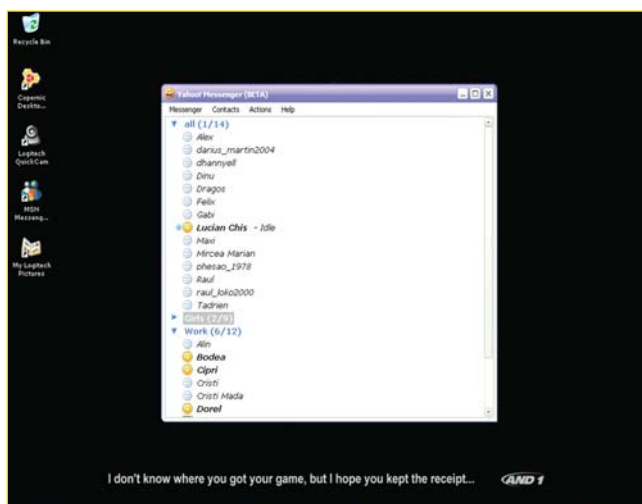 Recycle Bin
Copernic
Deskto...
Logitech
QuickCam
MSN
Messeng...
My Logitech
Pictures
Yahoo! Messenger (BETA)
Messenger Contacts Actions Help
all (1/14)
Alex
darius_martin2004
dhannyell
Dinu
Dragos
Felix
Gabi
Lucian Chis - Idle
Maxi
Mircea Marian
phesao_1978
Raul
raul_loko2000
Tadrien
Girls (2/9)
Work (6/12)
Alin
Bodea
Cipri
Cristi
Cristi Mada
Dorel
I don't know where you got your game, but I hope you kept the receipt...
AND 1